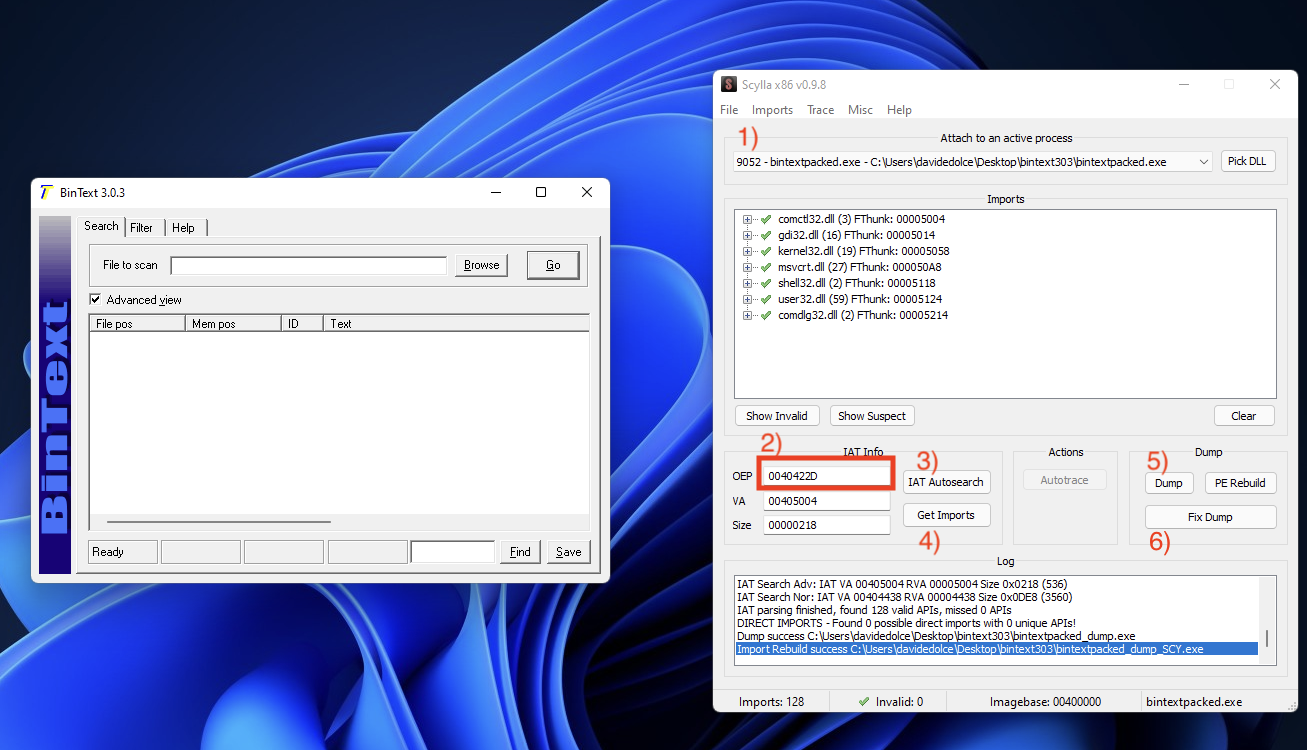 BinText 3.0.3
Search
Filter
Help
File to scan
Browse
Go
Advanced view
File pos
Mem pos
ID
Text
BinText
Ready
Find
Save
Scylla x86 v0.9.8
File
Imports
Trace
Misc
Help
1)
Attach to an active process
9052 - bintextpacked.exe - C:\Users\davidedolce\Desktop\bintext303\bintextpacked.exe
Pick DLL
Imports
comctl32.dll (3) FThunk: 00005004
gdi32.dll (16) FThunk: 00005014
kernel32.dll (19) FThunk: 00005058
msvcrt.dll (27) FThunk: 000050A8
shell32.dll (2) FThunk: 00005118
user32.dll (59) FThunk: 00005124
comdlg32.dll (2) FThunk: 00005214
Show Invalid
Show Suspect
Clear
2)
IAT Info
OEP
0040422D
VA
00405004
Size
00000218
3)
IAT Autosearch
Get Imports
4)
Actions
Autotrace
Dump
5)
Dump
PE Rebuild
Fix Dump
6)
Log
IAT Search Adv: IAT VA 00405004 RVA 00005004 Size 0x0218 (536)
IAT Search Nor: IAT VA 00404438 RVA 00004438 Size 0x0DE8 (3560)
IAT parsing finished, found 128 valid APIs, missed 0 APIs
DIRECT IMPORTS - Found 0 possible direct imports with 0 unique APIs!
Dump success C:\Users\davidedolce\Desktop\bintext303\bintextpacked_dump.exe
Import Rebuild success C:\Users\davidedolce\Desktop\bintext303\bintextpacked_dump_SCY.exe
Imports: 128
Invalid: 0
Imagebase: 00400000
bintextpacked.exe